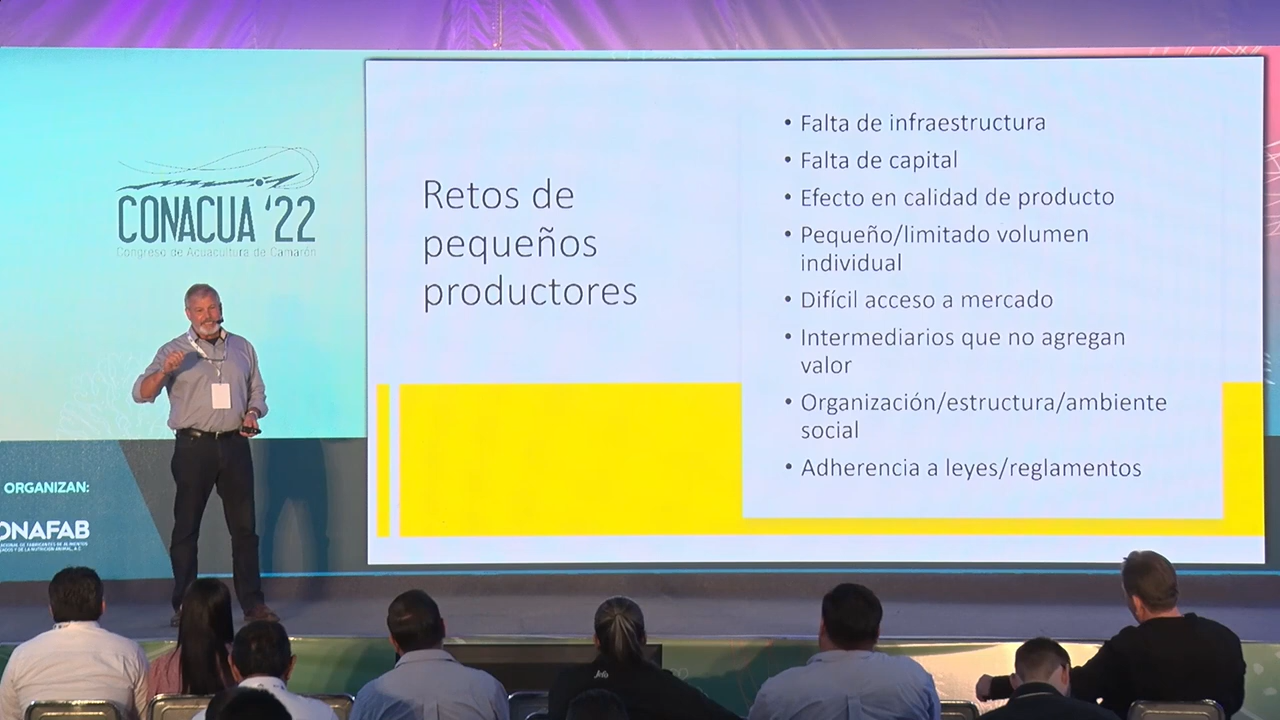 CONACUA '22
Congreso de Acuacultura de Camarón
ORGANIZAN:
ONAFAB
Retos de
pequeños
productores
• Falta de infraestructura
• Falta de capital
• Efecto en calidad de producto
• Pequeño/limitado volumen
individual
• Difícil acceso a mercado
• Intermediarios que no agregan
valor
• Organización/estructura/ambiente
social
• Adherencia a leyes/reglamentos